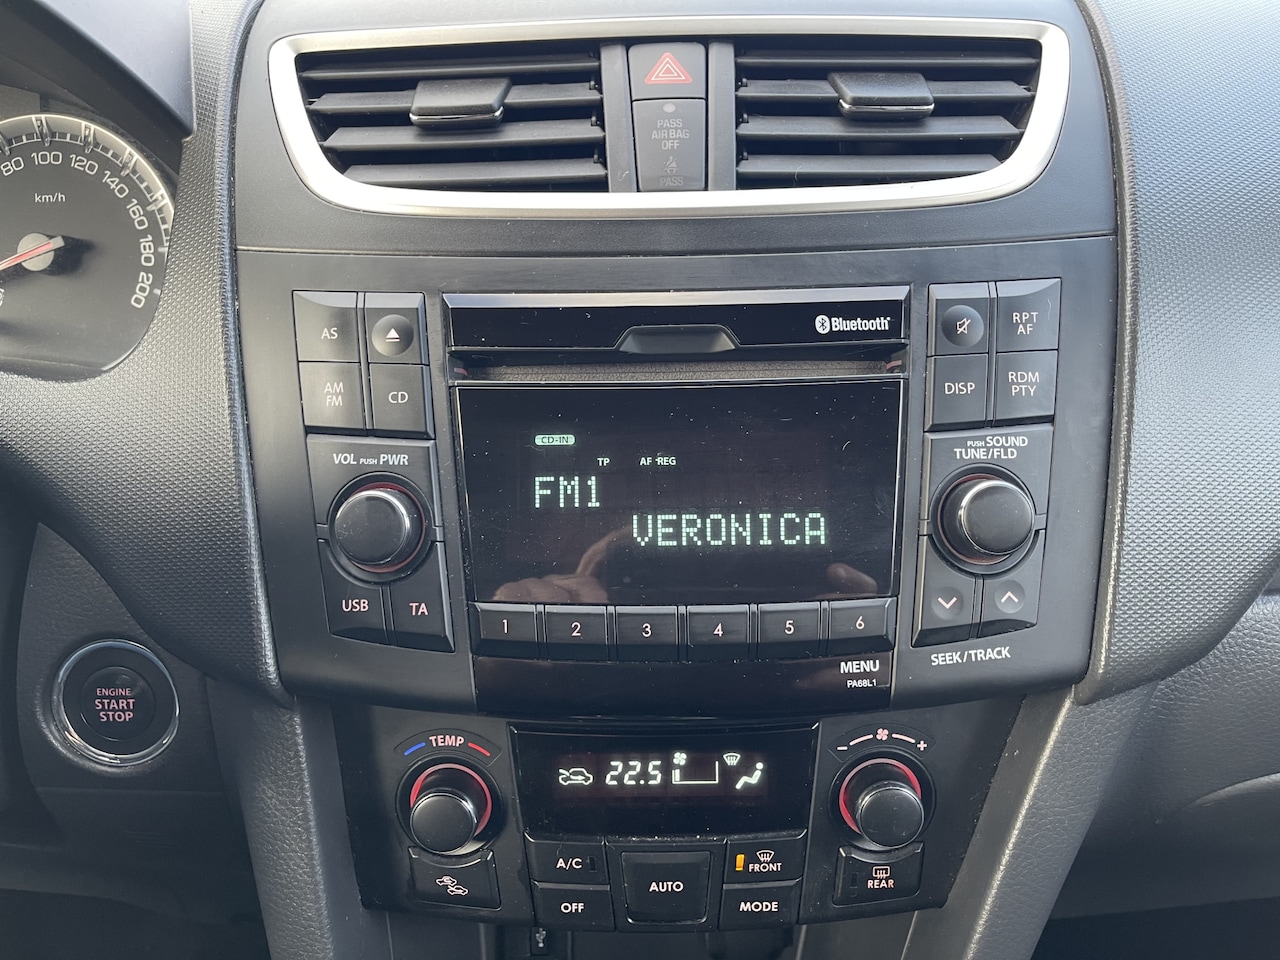 PASS
AIR BAG
OFF
PASS
80 100 120 140 160 180 200
km/h
AS
AM
FM
CD
VOL PUSH PWR
USB
TA
Bluetooth
CD-IN
TP AF REG
FM1
VERONICA
1 2 3 4 5 6
MENU
PA68L1
RPT
AF
DISP
RDM
PTY
PUSH SOUND
TUNE/FLD
SEEK/TRACK
ENGINE
START
STOP
TEMP
22.5
- +
A/C
OFF
AUTO
FRONT
MODE
REAR